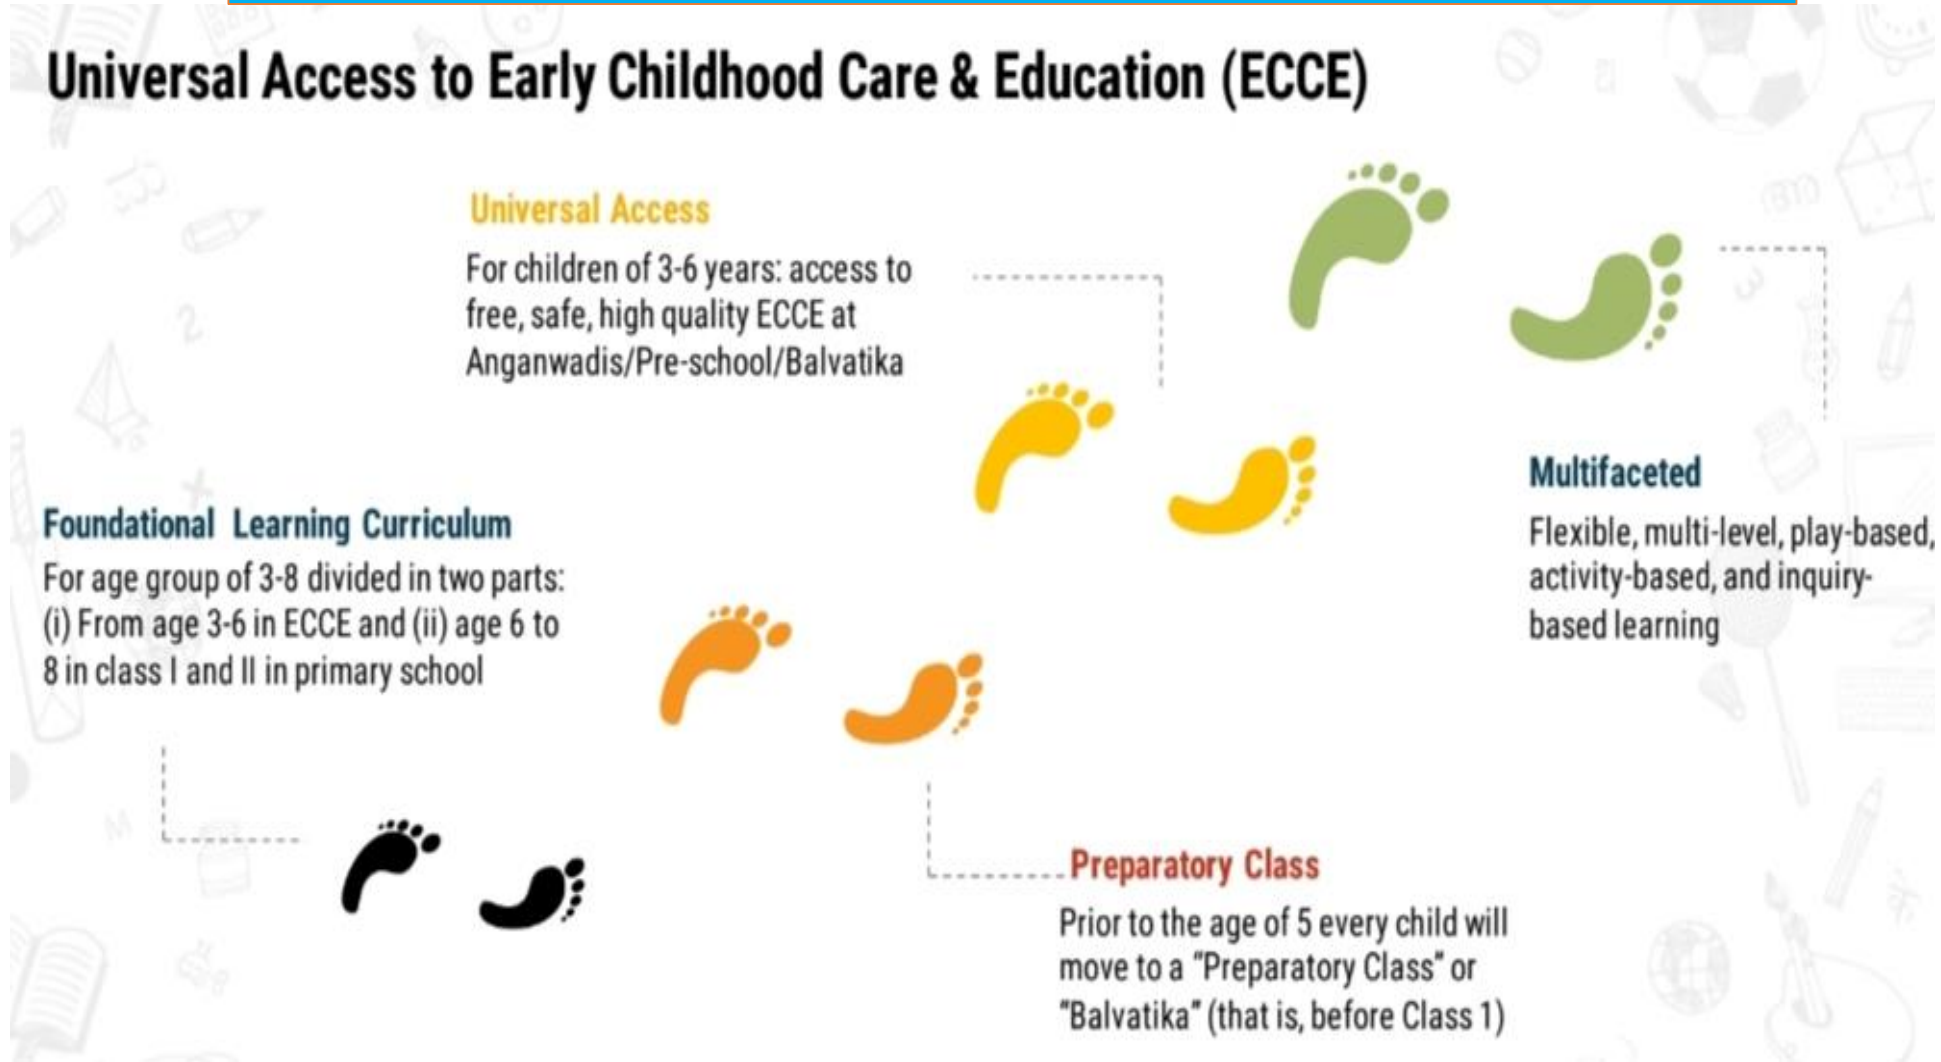 Universal Access to Early Childhood Care & Education (ECCE)
Universal Access
For children of 3-6 years: access to
free, safe, high quality ECCE at
Anganwadis/Pre-school/Balvatika
Foundational Learning Curriculum
For age group of 3-8 divided in two parts:
(i) From age 3-6 in ECCE and (ii) age 6 to
8 in class I and II in primary school
Multifaceted
Flexible, multi-level, play-based,
activity-based, and inquiry-
based learning
Preparatory Class
Prior to the age of 5 every child will
move to a "Preparatory Class" or
"Balvatika" (that is, before Class 1)